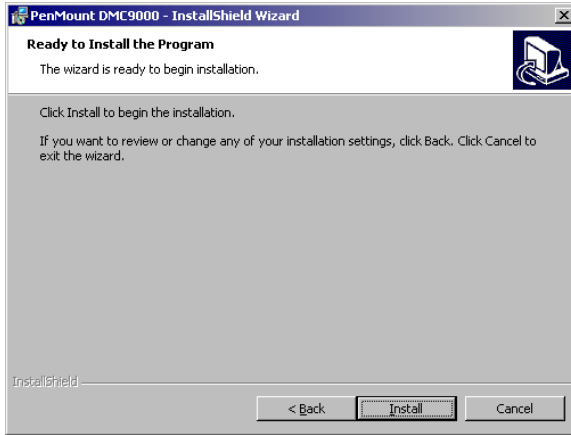 PenMount DMC9000 - InstallShield Wizard
Ready to Install the Program
The wizard is ready to begin installation.
Click Install to begin the installation.
If you want to review or change any of your installation settings, click Back. Click Cancel to
exit the wizard.
InstallShield
< Back Install Cancel